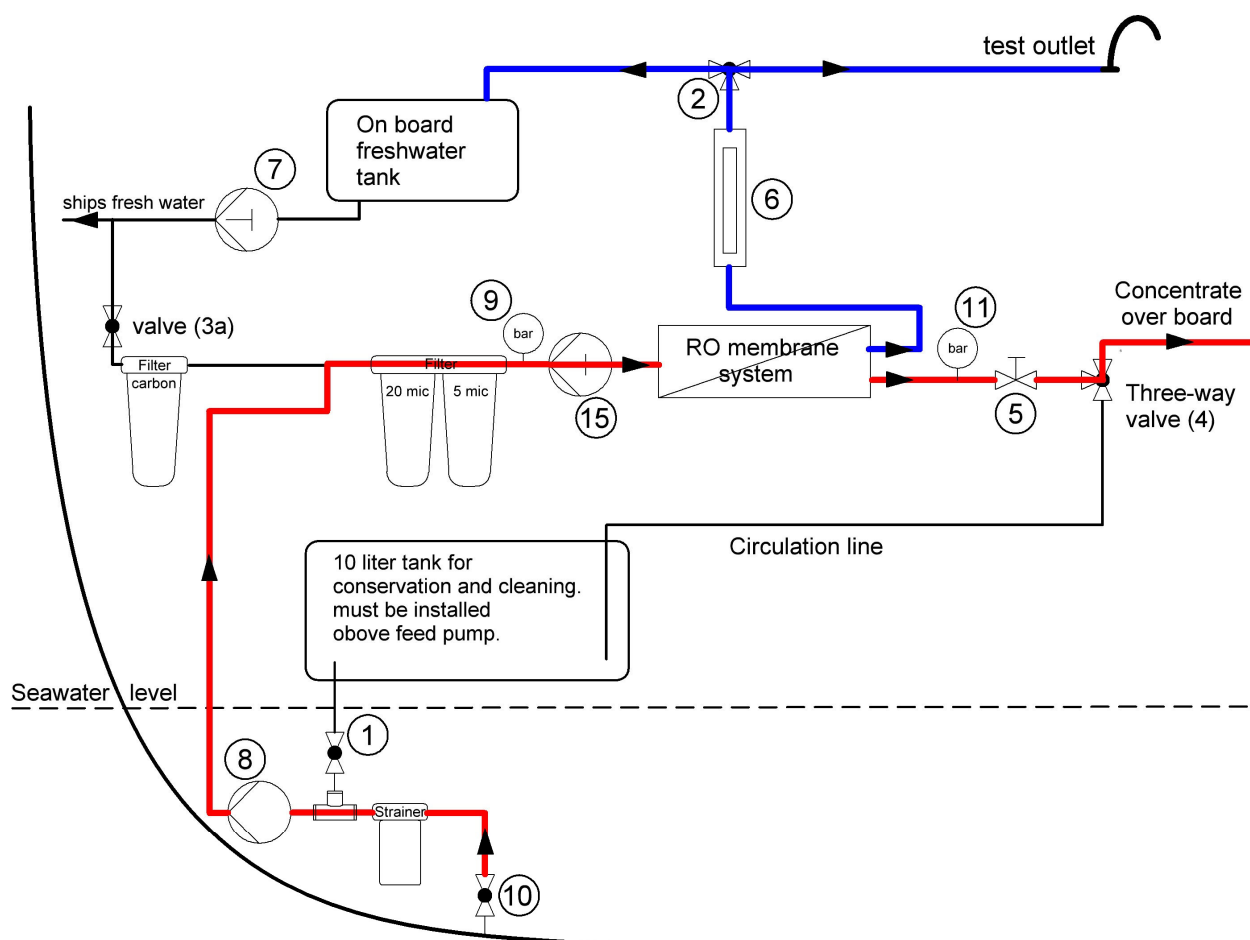 test outlet
2
On board
freshwater
tank
7
ships fresh water
6
valve (3a)
9
bar
11
bar
Concentrate
over board
Filter
carbon
Filter
20 mic
5 mic
15
RO membrane
system
5
Three-way
valve (4)
Circulation line
10 liter tank for
conservation and cleaning.
must be installed
obove feed pump.
Seawater level
1
8
Strainer
10